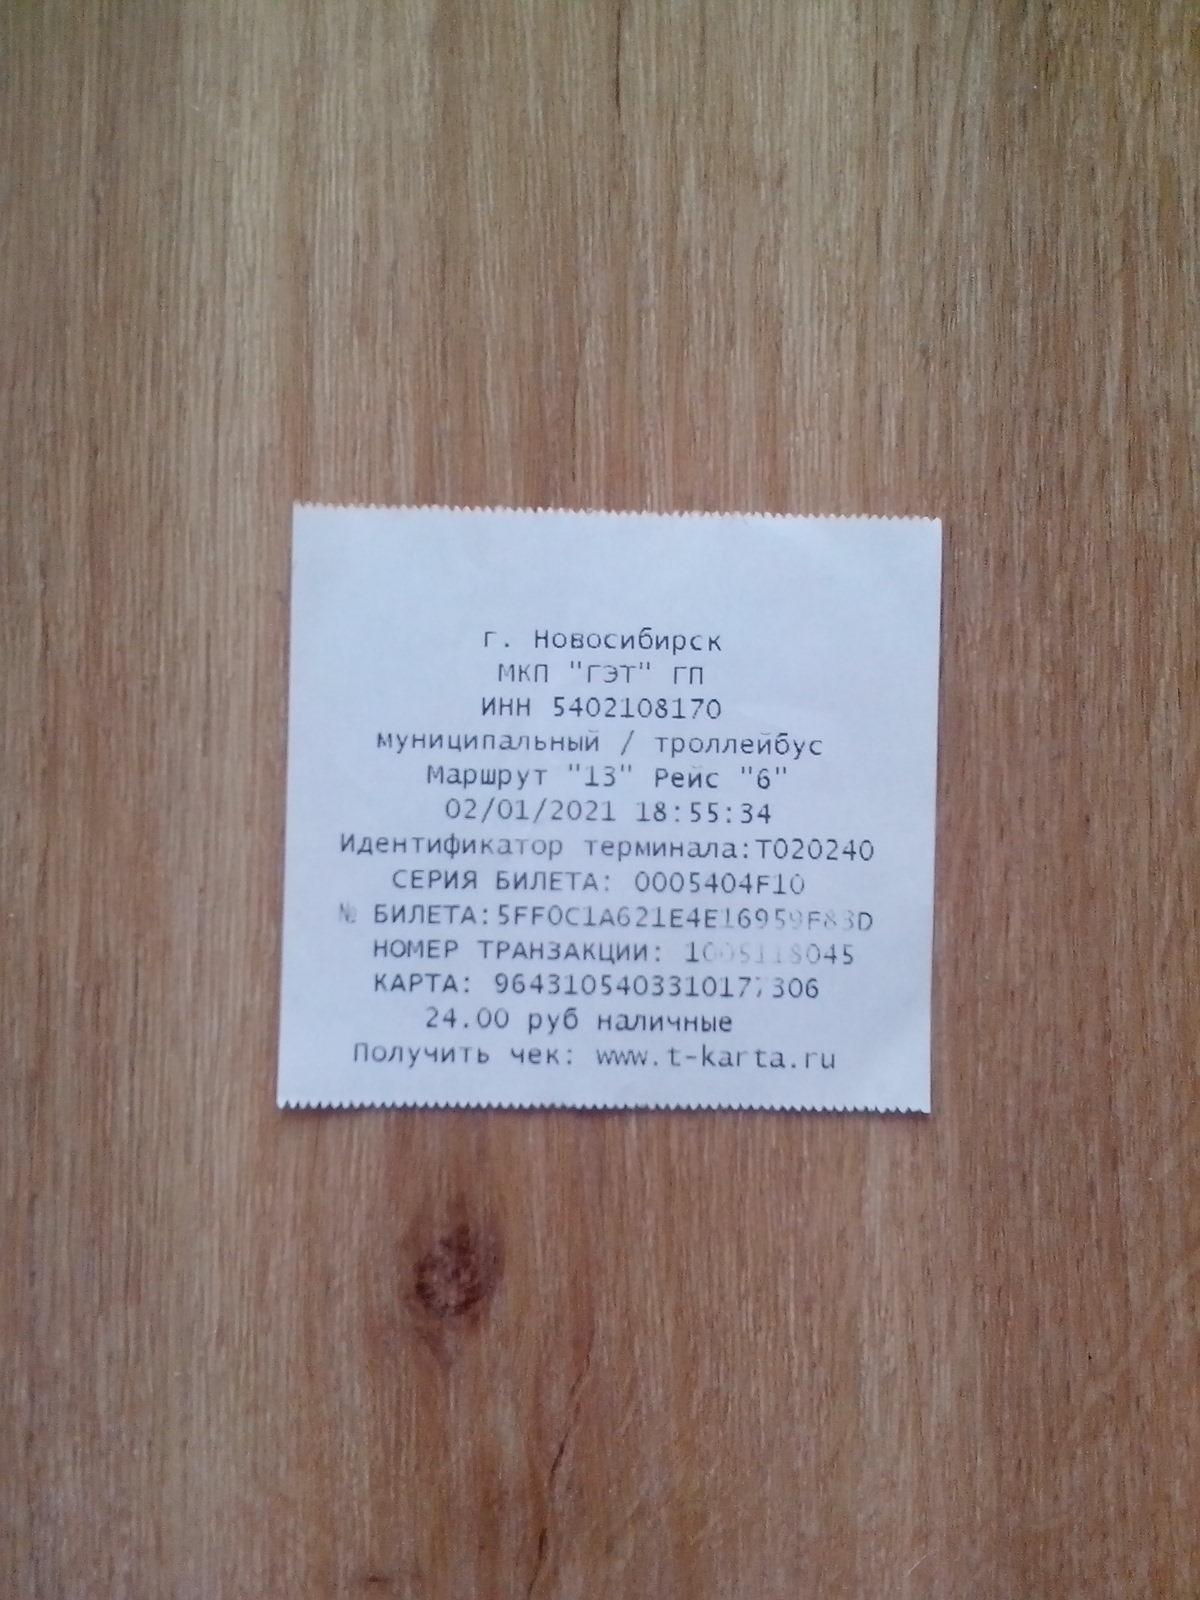 г. Новосибирск
МКП "ГЭТ" ГП
ИНН 5402108170
муниципальный / троллейбус
Маршрут "13" Рейс "6"
02/01/2021 18:55:34
Идентификатор терминала:T020240
СЕРИЯ БИЛЕТА: 0005404F10
№ БИЛЕТА:5FF0C1A621E4E16959F83D
НОМЕР ТРАНЗАКЦИИ: 1005118045
КАРТА:
24.00 руб наличные
Получить чек: www.t-karta.ru